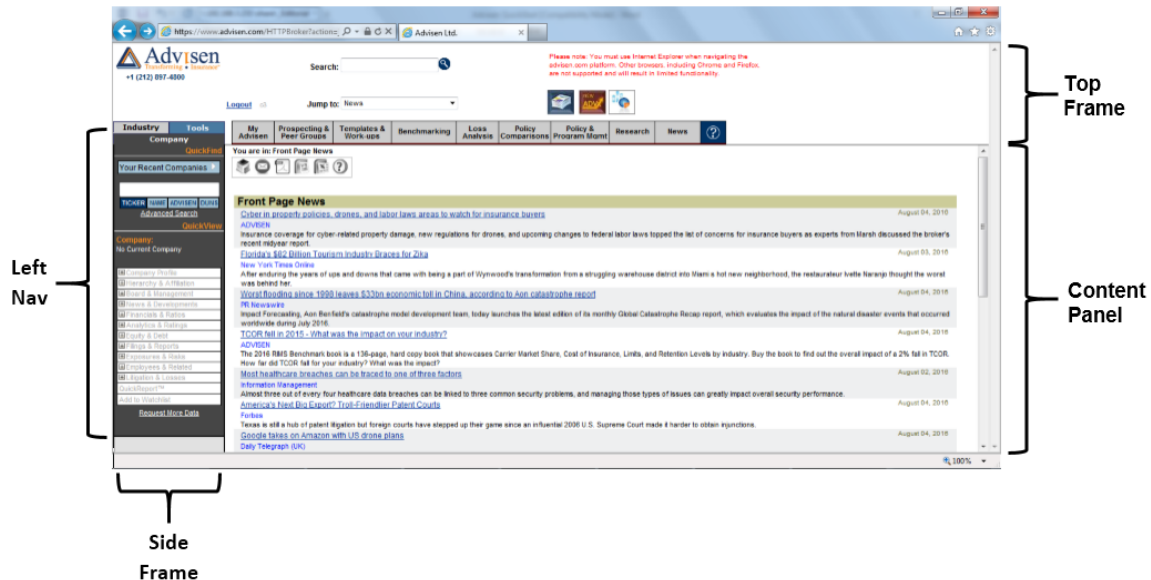 https://www.advisen.com/HTTPBroker?action=
Advisen Ltd.
Advisen
Transforming Insurance
+1 (212) 897-4800
Search:
Please note: You must use Internet Explorer when navigating the
advisen.com platform. Other browsers, including Chrome and Firefox,
are not supported and will result in limited functionality.
Logout
Jump to: News
Industry Tools
Company
My Advisen
Prospecting & Peer Groups
Templates & Work-ups
Benchmarking
Loss Analysis
Policy Comparisons
Policy & Program Mgmt
Research
News
QuickFind
Your Recent Companies
TICKER NAME ADVISEN DUNS
Advanced Search
QuickView
Company:
No Current Company
Company Profile
Hierarchy & Affiliation
Board & Management
News & Developments
Financials & Ratios
Analytics & Ratings
Equity & Debt
Filings & Reports
Exposures & Risks
Employees & Related
Litigation & Losses
QuickReport™
Add to Watchlist
Request More Data
You are in: Front Page News
Front Page News
Cyber in property policies, drones, and labor laws areas to watch for insurance buyers August 04, 2016
ADVISEN
Insurance coverage for cyber-related property damage, new regulations for drones, and upcoming changes to federal labor laws topped the list of concerns for insurance buyers as experts from Marsh discussed the broker's
recent midyear report.
Florida's $82 Billion Tourism Industry Braces for Zika August 03, 2016
New York Times Online
After enduring the years of ups and downs that came with being a part of Wynwood's transformation from a struggling warehouse district into Miami's hot new neighborhood, the restaurateur Ivette Naranjo thought the worst
was behind her.
Worst flooding since 1998 leaves $33bn economic toll in China, according to Aon catastrophe report August 04, 2016
PR Newswire
Impact Forecasting, Aon Benfield's catastrophe model development team, today launches the latest edition of its monthly Global Catastrophe Recap report, which evaluates the impact of the natural disaster events that occurred
worldwide during July 2016.
TCOR fell in 2015 - What was the impact on your industry? August 04, 2016
ADVISEN
The 2016 RIMS Benchmark book is a 136-page, hard copy book that showcases Carrier Market Share, Cost of Insurance, Limits, and Retention Levels by industry. Buy the book to find out the overall impact of a 2% fall in TCOR.
How far did TCOR fall for your industry? What was the impact?
Most healthcare breaches can be traced to one of three factors August 02, 2016
Information Management
Almost three out of every four healthcare data breaches can be linked to three common security problems, and managing those types of issues can greatly impact overall security performance.
America's Next Big Export? Troll-Friendlier Patent Courts August 04, 2016
Forbes
Texas is still a hub of patent litigation but foreign courts have stepped up their game since an influential 2006 U.S. Supreme Court made it harder to obtain injunctions.
Google takes on Amazon with US drone plans August 04, 2016
Daily Telegraph (UK)
100%
Top
Frame
Left
Nav
Content
Panel
Side
Frame